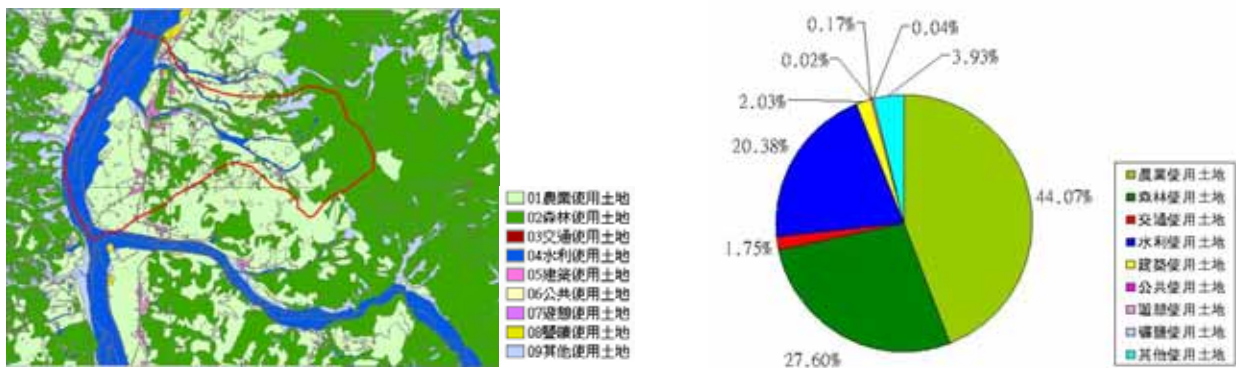 01農業使用土地
02森林使用土地
03交通使用土地
04水利使用土地
05建築使用土地
06公共使用土地
07遊憩使用土地
08鹽礦使用土地
09其他使用土地
0.17%
0.04%
0.02%
3.93%
2.03%
20.38%
44.07%
1.75%
27.60%
農業使用土地
森林使用土地
交通使用土地
水利使用土地
建築使用土地
公共使用土地
遊憩使用土地
礦鹽使用土地
其他使用土地